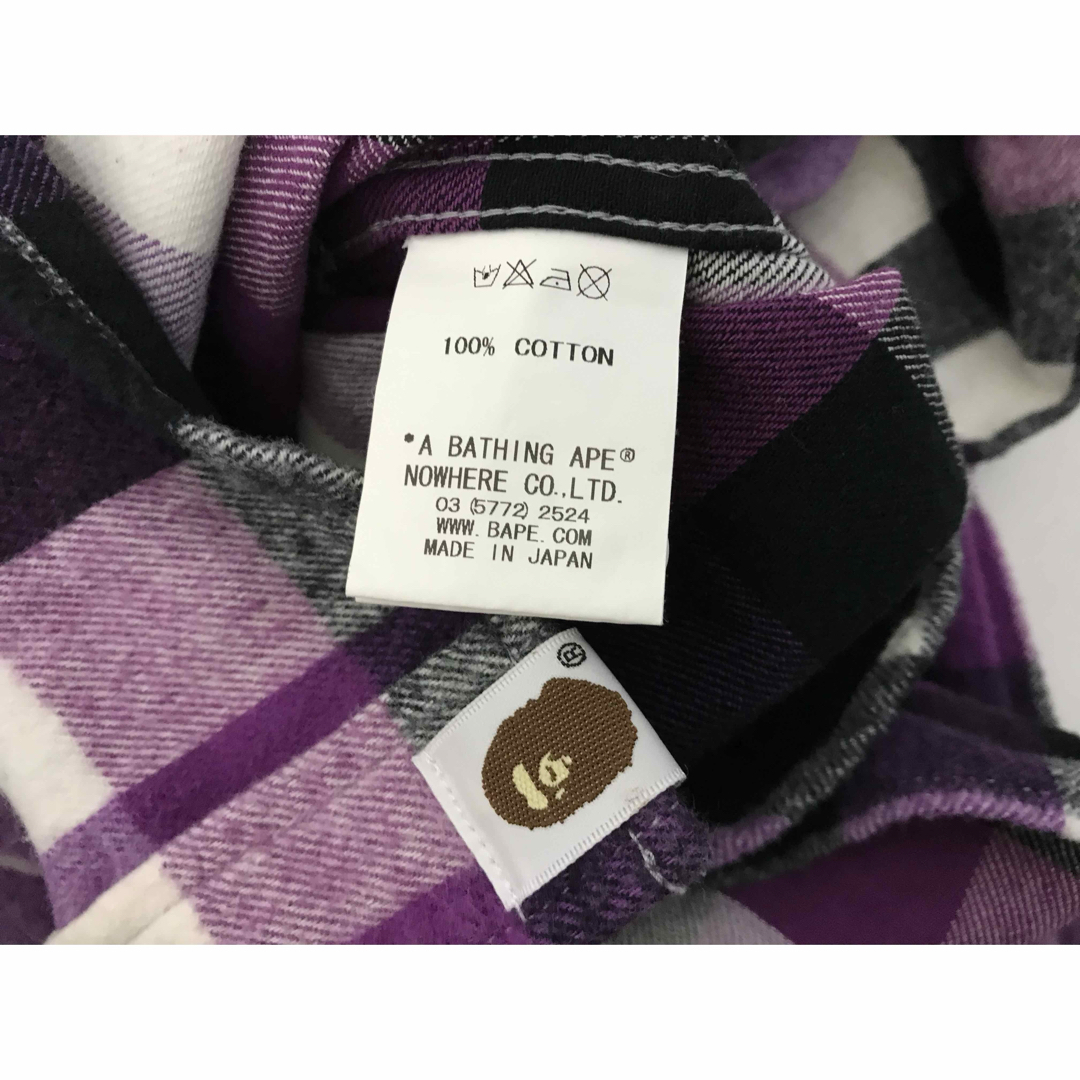 100% COTTON
*A BATHING APE®
NOWHERE CO.,LTD.
03 (5772) 2524
WWW. BAPE. COM
MADE IN JAPAN
®